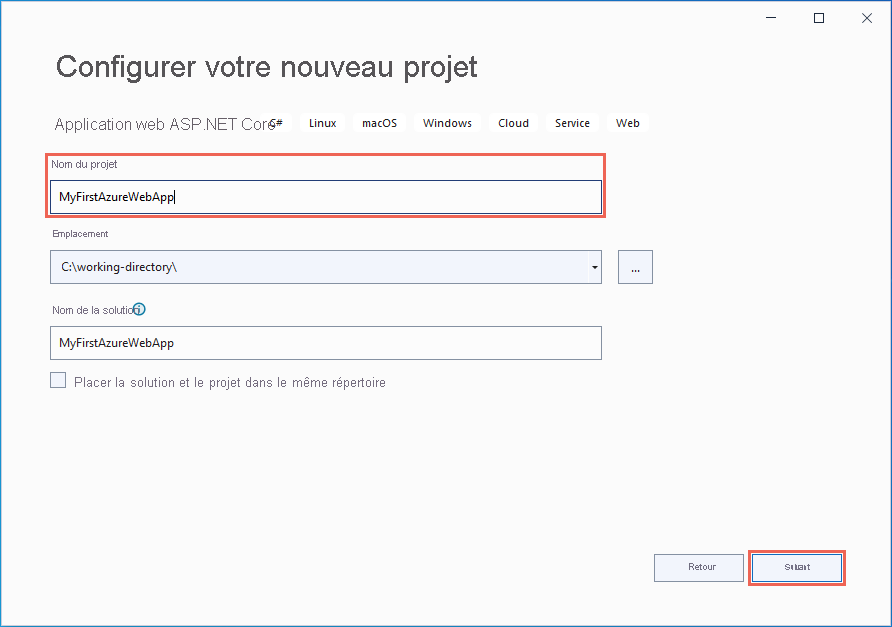 Configurer votre nouveau projet
Application web ASP.NET Core C# Linux macOS Windows Cloud Service Web
Nom du projet
MyFirstAzureWebApp
Emplacement
C:\working-directory\
...
Nom de la solution
MyFirstAzureWebApp
Placer la solution et le projet dans le même répertoire
Retour Suivant